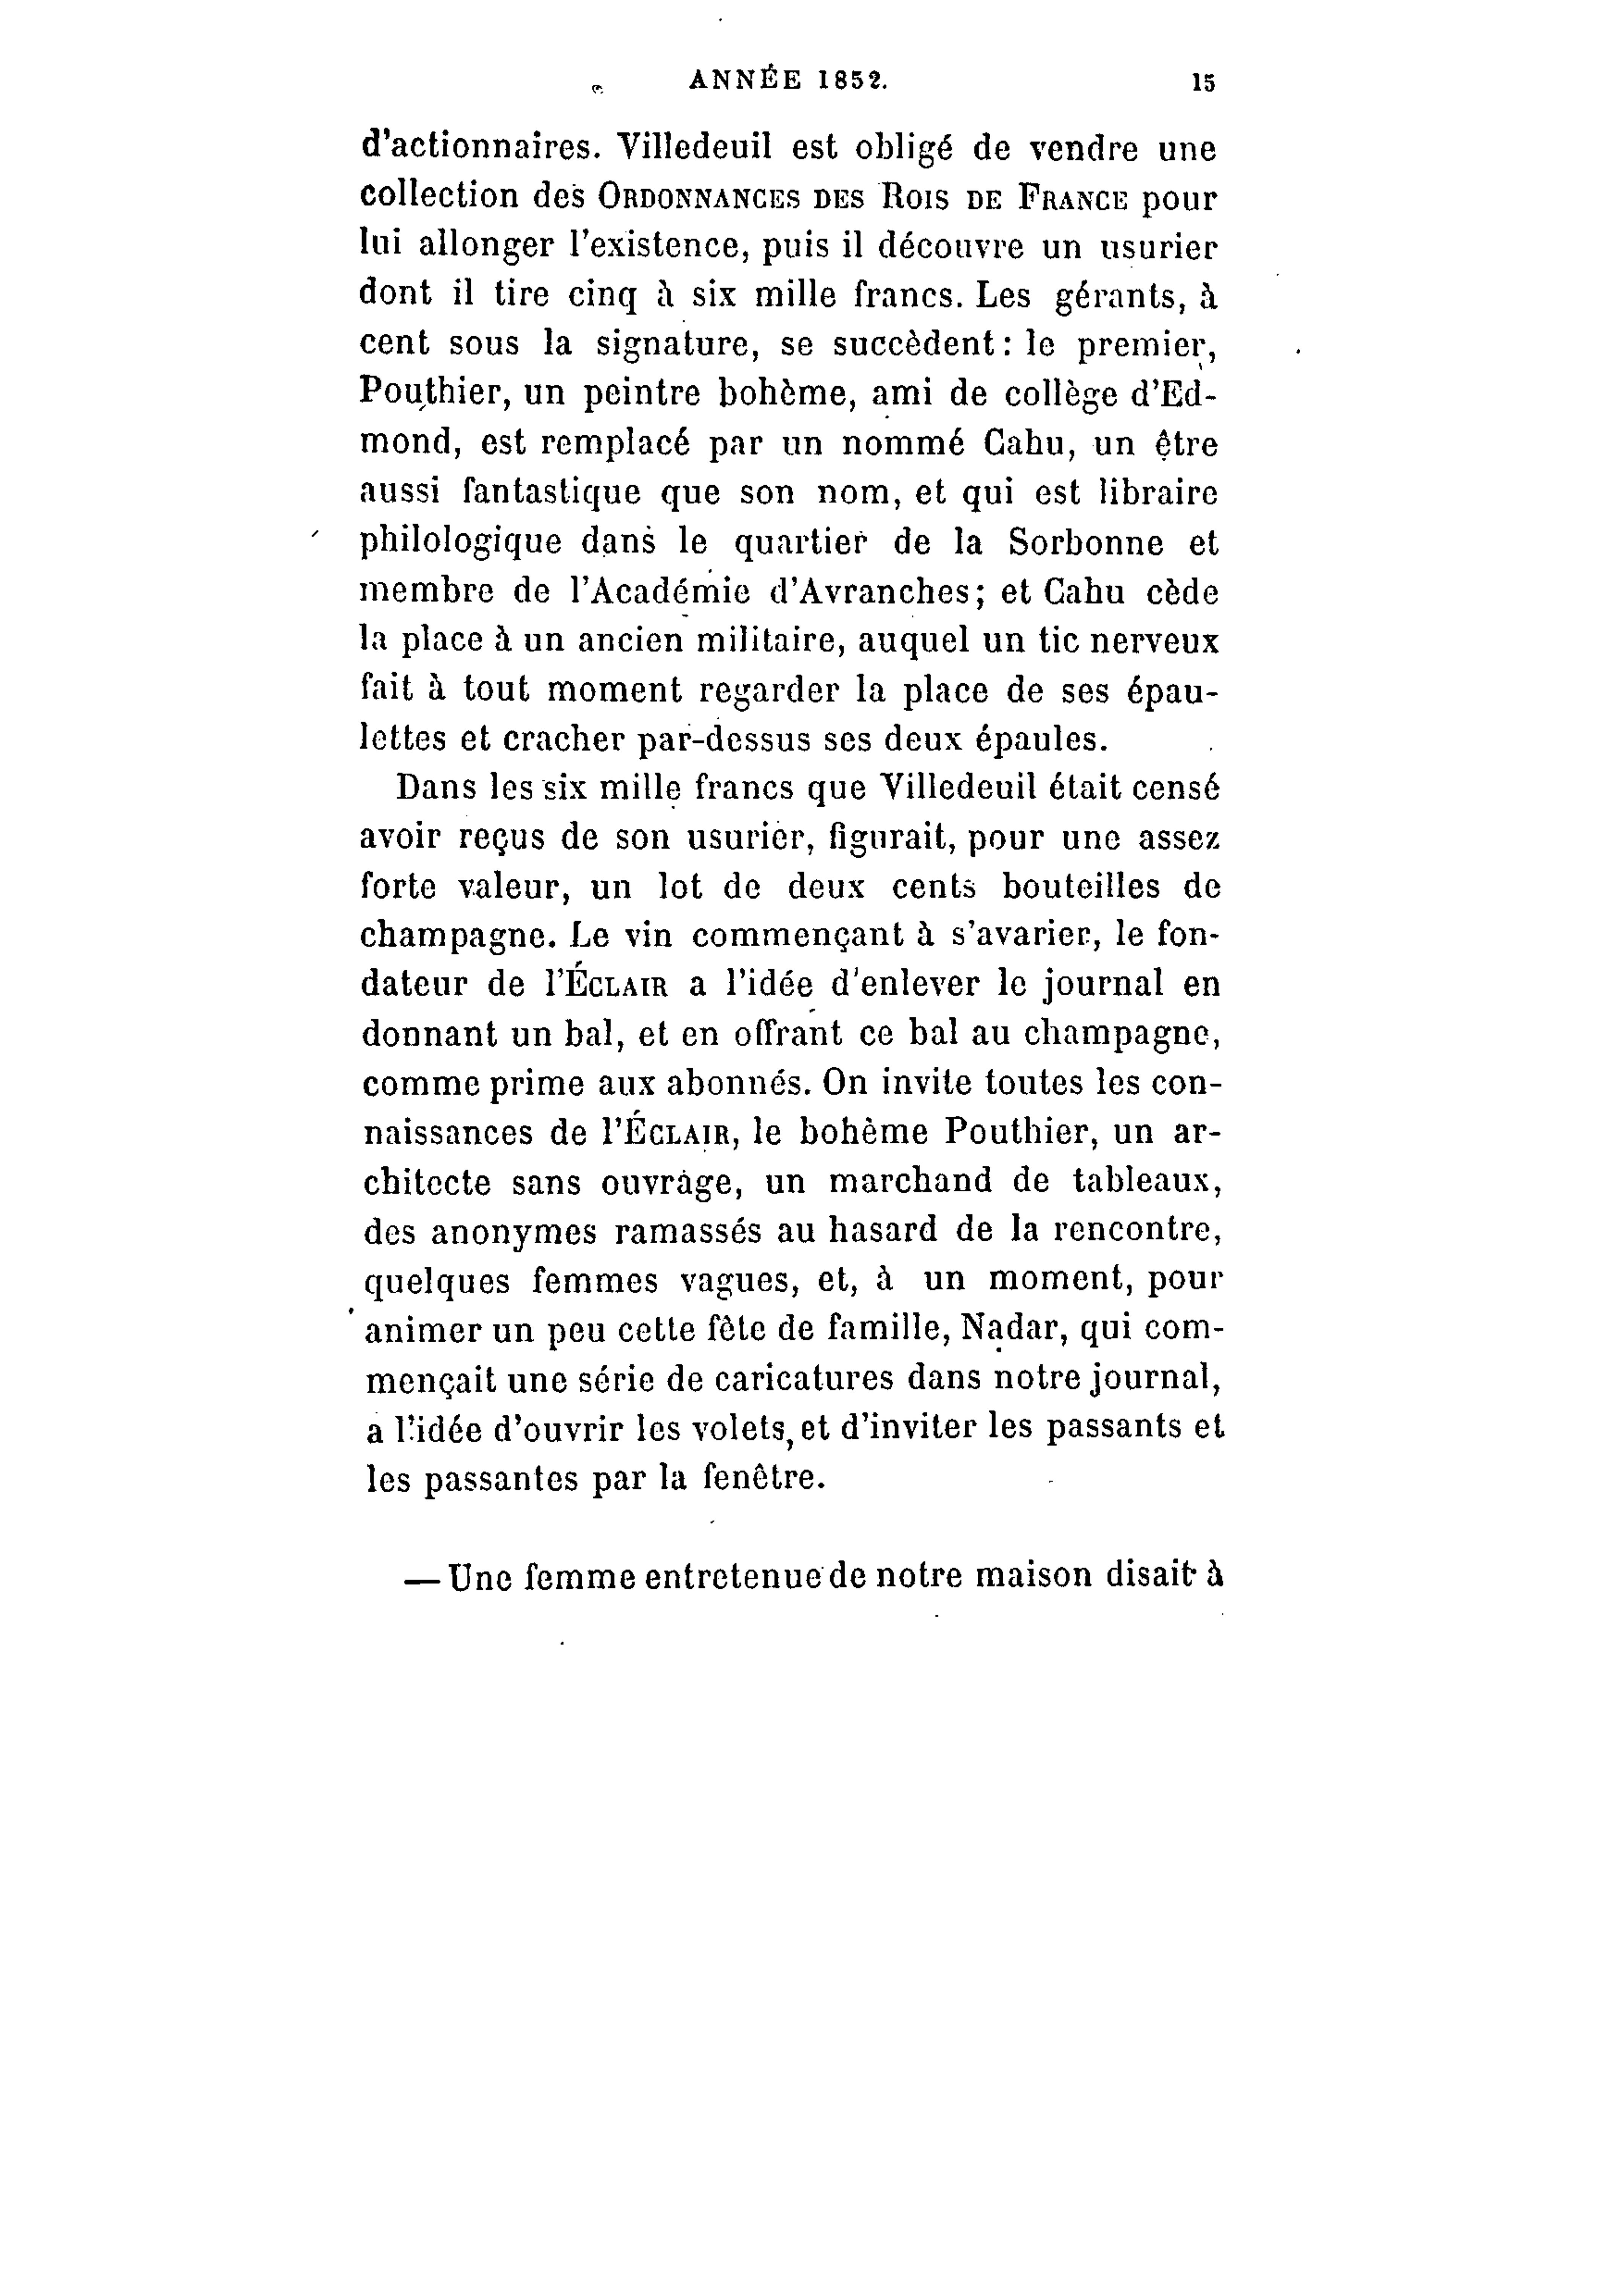 ANNÉE 1852. 15
d'actionnaires. Villedeuil est obligé de vendre une
collection des ORDONNANCES DES ROIS DE FRANCE pour
lui allonger l'existence, puis il découvre un usurier
dont il tire cinq à six mille francs. Les gérants, à
cent sous la signature, se succèdent : le premier,
Pouthier, un peintre bohème, ami de collège d'Ed-
mond, est remplacé par un nommé Cahu, un être
aussi fantastique que son nom, et qui est libraire
philologique dans le quartier de la Sorbonne et
membre de l'Académie d'Avranches; et Cahu cède
la place à un ancien militaire, auquel un tic nerveux
fait à tout moment regarder la place de ses épau-
lettes et cracher par-dessus ses deux épaules.
Dans les six mille francs que Villedeuil était censé
avoir reçus de son usurier, figurait, pour une assez
forte valeur, un lot de deux cents bouteilles de
champagne. Le vin commençant à s'avarier, le fon-
dateur de l'ÉCLAIR a l'idée d'enlever le journal en
donnant un bal, et en offrant ce bal au champagne,
comme prime aux abonnés. On invite toutes les con-
naissances de l'ÉCLAIR, le bohème Pouthier, un ar-
chitecte sans ouvrage, un marchand de tableaux,
des anonymes ramassés au hasard de la rencontre,
quelques femmes vagues, et, à un moment, pour
animer un peu cette fête de famille, Nadar, qui com-
mençait une série de caricatures dans notre journal,
a l'idée d'ouvrir les volets, et d'inviter les passants et
les passantes par la fenêtre.
— Une femme entretenue de notre maison disait à